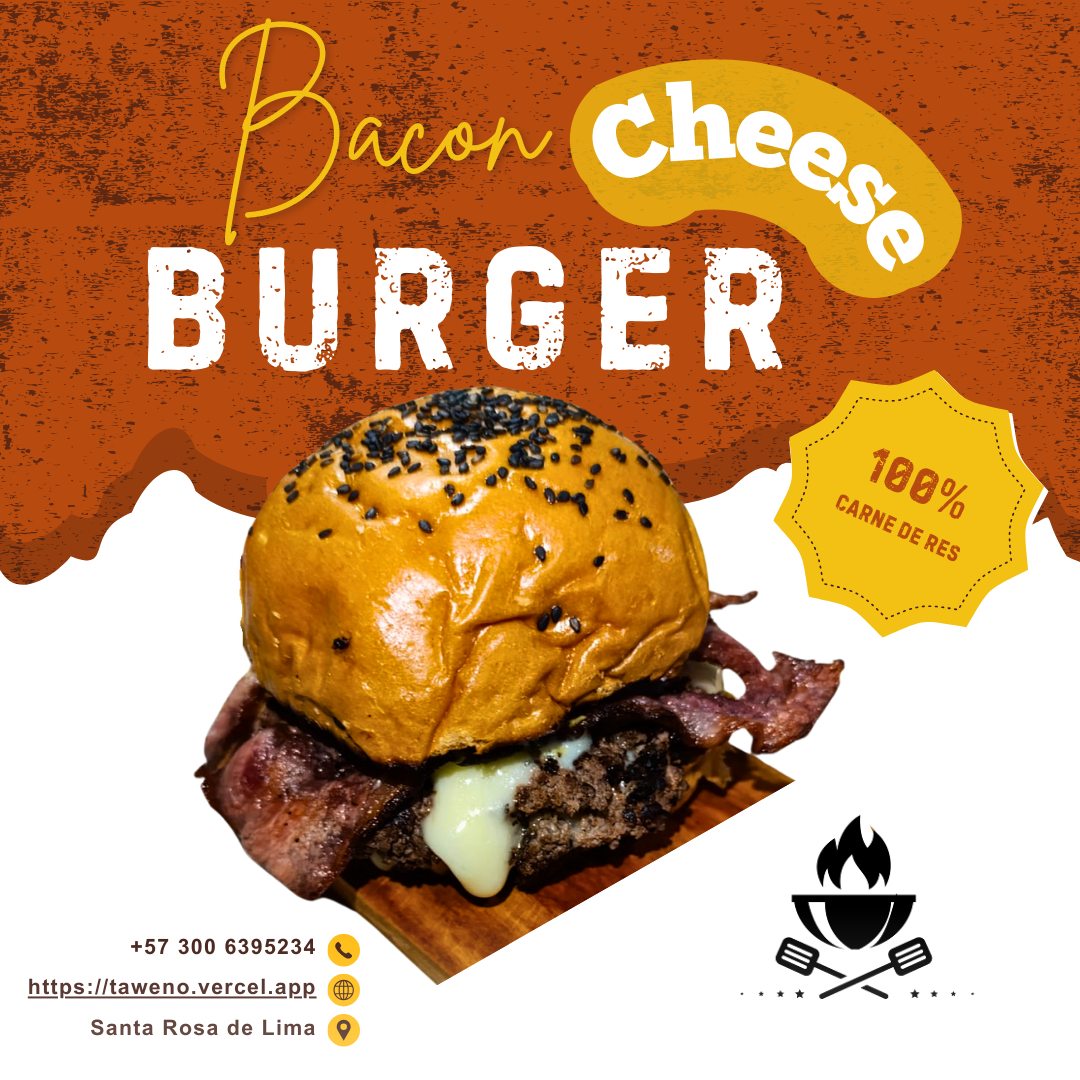 Bacon
Cheese
BURGER
100%
CARNE DE RES
+57 300 6395234
https://taweno.vercel.app
Santa Rosa de Lima